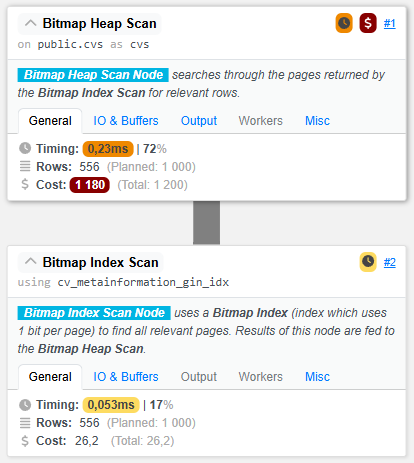 Bitmap Heap Scan $ #1
on public.cvs as cvs
Bitmap Heap Scan Node searches through the pages returned by
the Bitmap Index Scan for relevant rows.
General IO & Buffers Output Workers Misc
Timing: 0,23ms | 72%
Rows: 556 (Planned: 1 000)
$ Cost: 1 180 (Total: 1 200)
Bitmap Index Scan #2
using cv_metainformation_gin_idx
Bitmap Index Scan Node uses a Bitmap Index (index which uses
1 bit per page) to find all relevant pages. Results of this node are fed to
the Bitmap Heap Scan.
General IO & Buffers Output Workers Misc
Timing: 0,053ms | 17%
Rows: 556 (Planned: 1 000)
$ Cost: 26,2 (Total: 26,2)